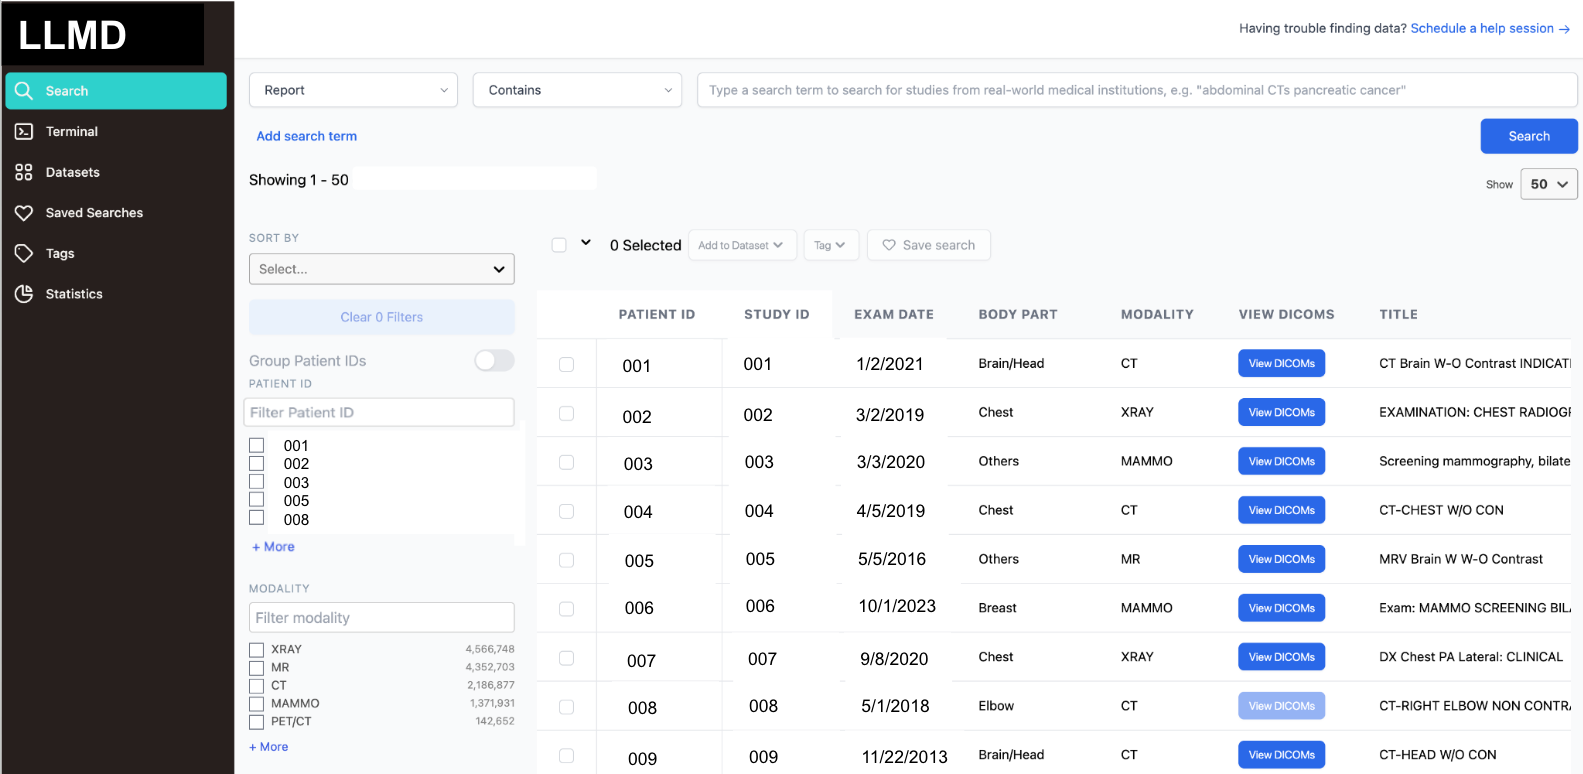 LLMD
Having trouble finding data? Schedule a help session →
Search
Terminal
Datasets
Saved Searches
Tags
Statistics
Report
Contains
Type a search term to search for studies from real-world medical institutions, e.g. "abdominal CTs pancreatic cancer"
Add search term
Search
Showing 1 - 50
Show 50
SORT BY
Select...
Clear 0 Filters
Group Patient IDs
PATIENT ID
Filter Patient ID
001
002
003
005
008
+ More
MODALITY
Filter modality
XRAY 4,566,748
MR 4,352,703
CT 2,186,877
MAMMO 1,371,931
PET/CT 142,652
+ More
0 Selected Add to Dataset Tag Save search
PATIENT ID STUDY ID EXAM DATE BODY PART MODALITY VIEW DICOMS TITLE
001 001 1/2/2021 Brain/Head CT View DICOMs CT Brain W-O Contrast INDICATI
002 002 3/2/2019 Chest XRAY View DICOMs EXAMINATION: CHEST RADIOGR
003 003 3/3/2020 Others MAMMO View DICOMs Screening mammography, bilate
004 004 4/5/2019 Chest CT View DICOMs CT-CHEST W/O CON
005 005 5/5/2016 Others MR View DICOMs MRV Brain W W-O Contrast
006 006 10/1/2023 Breast MAMMO View DICOMs Exam: MAMMO SCREENING BIL
007 007 9/8/2020 Chest XRAY View DICOMs DX Chest PA Lateral: CLINICAL
008 008 5/1/2018 Elbow CT View DICOMs CT-RIGHT ELBOW NON CONTR
009 009 11/22/2013 Brain/Head CT View DICOMs CT-HEAD W/O CON